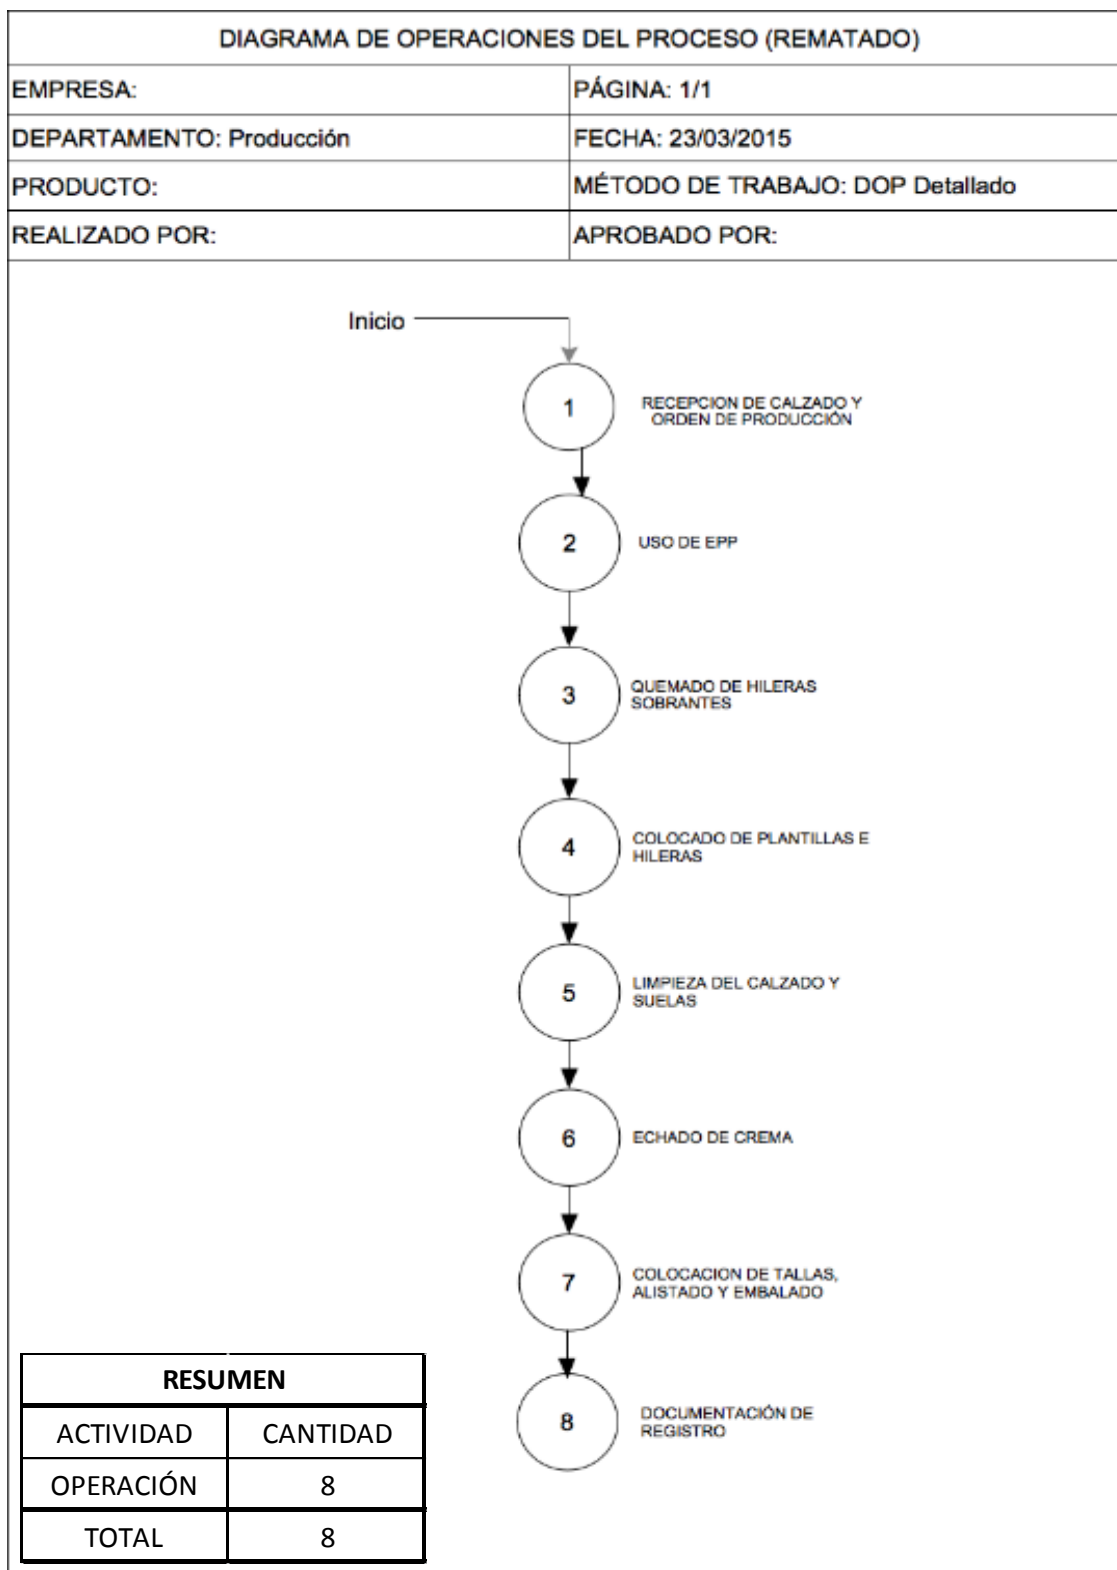 DIAGRAMA DE OPERACIONES DEL PROCESO (REMATADO)
EMPRESA:
PÁGINA: 1/1
DEPARTAMENTO: Producción
FECHA: 23/03/2015
PRODUCTO:
MÉTODO DE TRABAJO: DOP Detallado
REALIZADO POR:
APROBADO POR:
Inicio
1
RECEPCION DE CALZADO Y
ORDEN DE PRODUCCIÓN
2
USO DE EPP
3
QUEMADO DE HILERAS
SOBRANTES
4
COLOCADO DE PLANTILLAS E
HILERAS
5
LIMPIEZA DEL CALZADO Y
SUELAS
6
ECHADO DE CREMA
7
COLOCACION DE TALLAS,
ALISTADO Y EMBALADO
8
DOCUMENTACIÓN DE
REGISTRO
RESUMEN
ACTIVIDAD CANTIDAD
OPERACIÓN 8
TOTAL 8